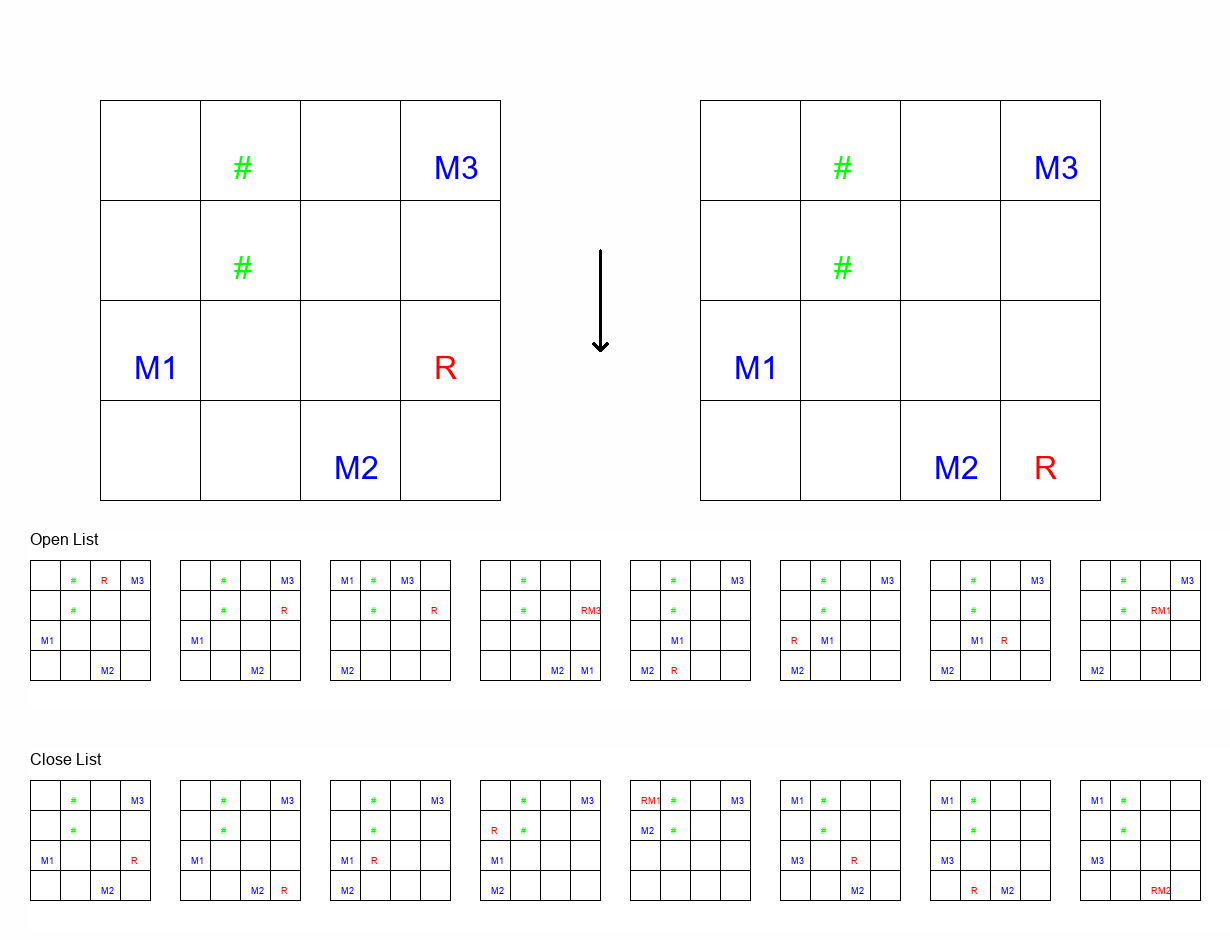 # M3 # M3
# #
M1 R M1
M2 M2 R
Open List
# R M3 # M3 M1 # M3 # # M3 # M3 # M3 # M3
# # R # R # RM3 # # # # RM1
M1 M1 M1 R M1 M1 R
M2 M2 M2 M2 M1 M2 R M2 M2 M2
Close List
# M3 # M3 # M3 # M3 RM1 # M3 M1 # M1 # M1 #
# # # R # M2 # # # #
M1 R M1 M1 R M1 M3 R M3 M3
M2 M2 R M2 M2 M2 R M2 RM2